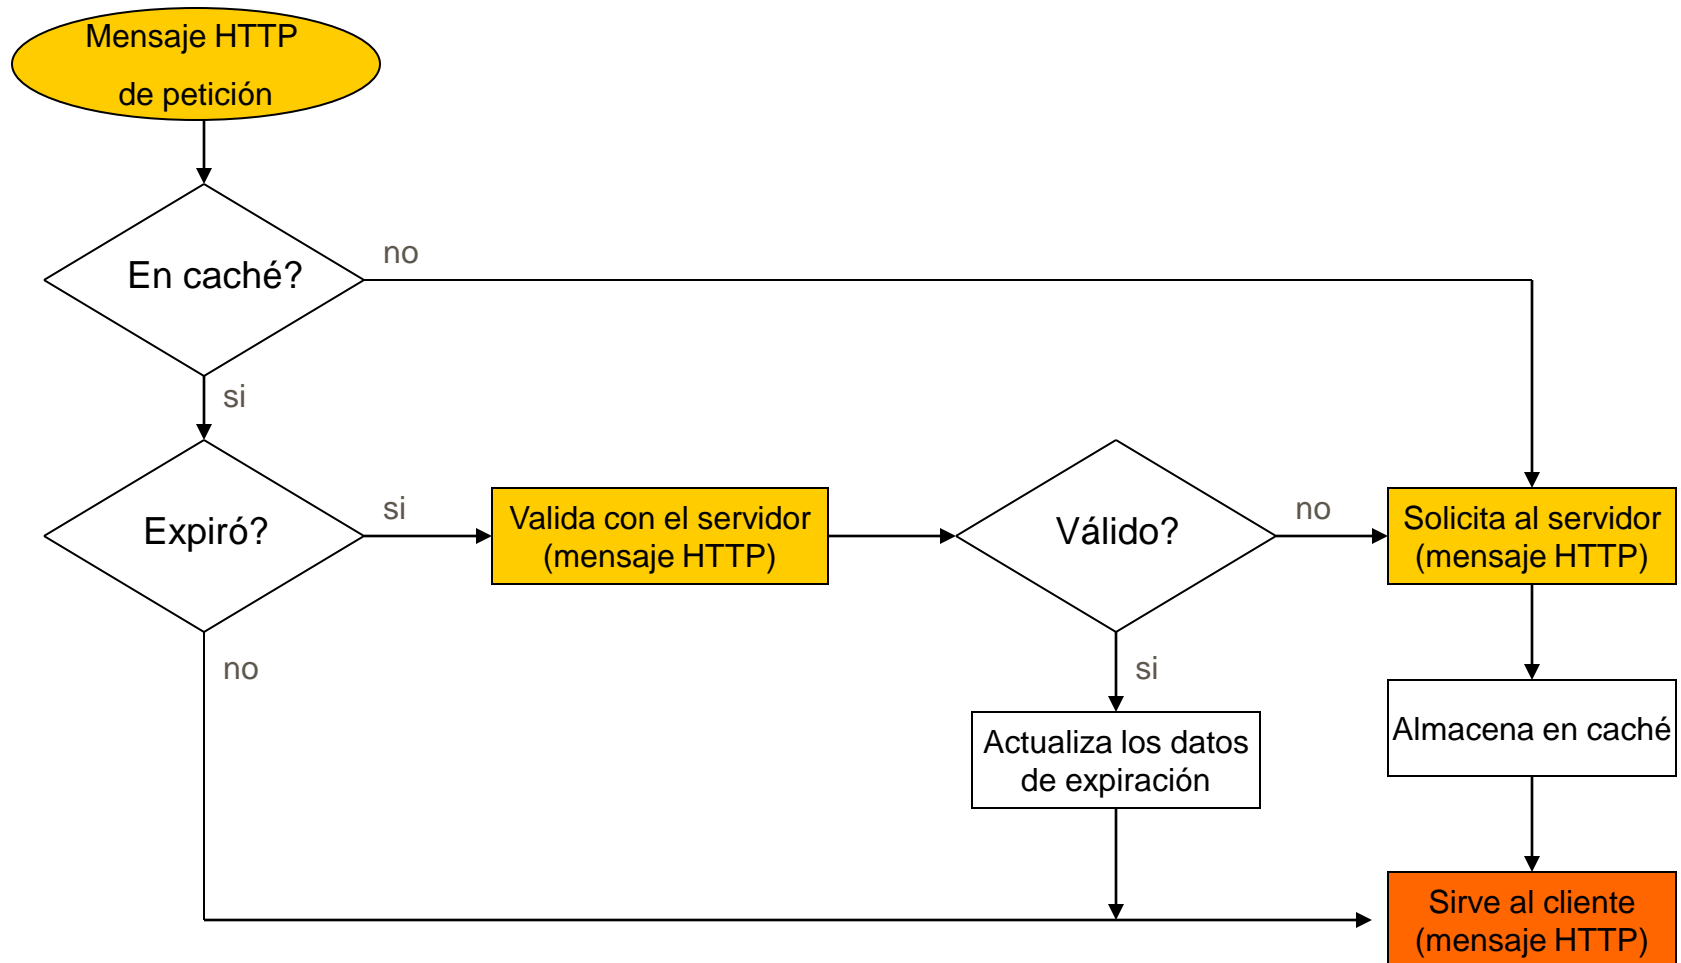 Mensaje HTTP
de petición
En caché?
no
si
Expiró?
si
Valida con el servidor
(mensaje HTTP)
Válido?
no
Solicita al servidor
(mensaje HTTP)
no
si
Actualiza los datos
de expiración
Almacena en caché
Sirve al cliente
(mensaje HTTP)